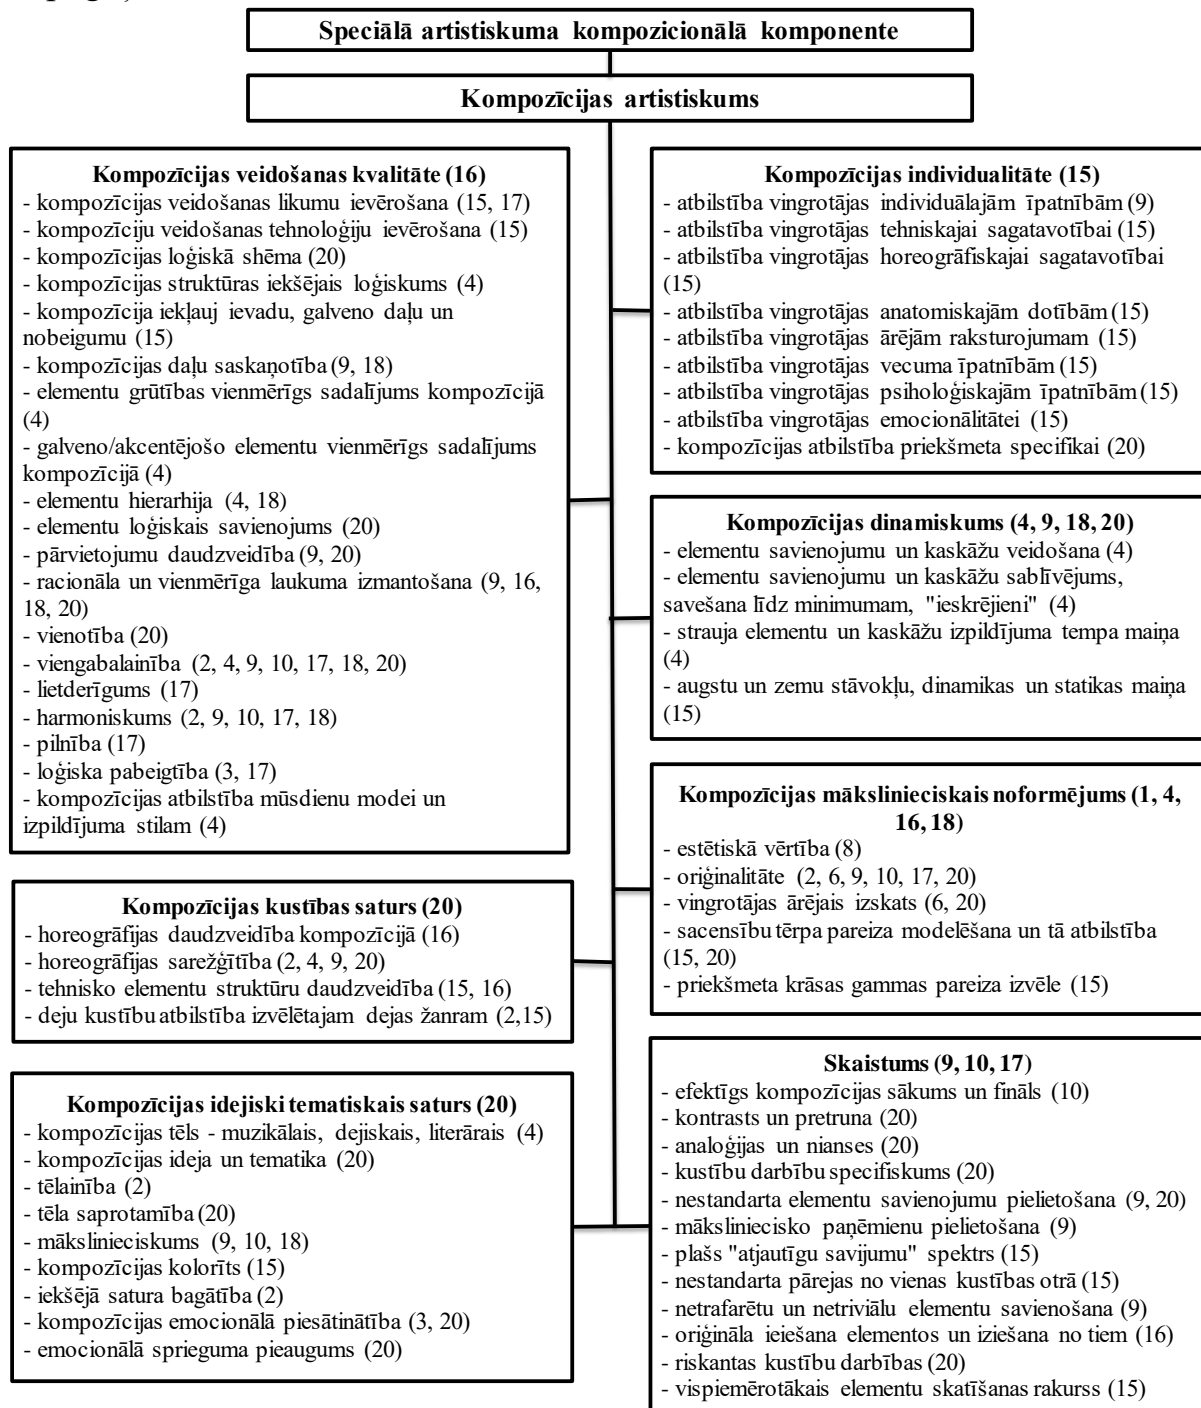 Speciālā artistiskuma kompozicionālā komponente
Kompozīcijas artistiskums
Kompozīcijas veidošanas kvalitāte (16)
- kompozīcijas veidošanas likumu ievērošana (15, 17)
- kompozīciju veidošanas tehnoloģiju ievērošana (15)
- kompozīcijas loģiskā shēma (20)
- kompozīcijas struktūras iekšējais loģiskums (4)
- kompozīcija iekļauj ievadu, galveno daļu un
nobeigumu (15)
- kompozīcijas daļu saskaņotība (9, 18)
- elementu grūtības vienmērīgs sadalījums kompozīcijā
(4)
- galveno/akcentējošo elementu vienmērīgs sadalījums
kompozīcijā (4)
- elementu hierarhija (4, 18)
- elementu loģiskais savienojums (20)
- pārvietojumu daudzveidība (9, 20)
- racionāla un vienmērīga laukuma izmantošana (9, 16,
18, 20)
- vienotība (20)
- viengabalainība (2, 4, 9, 10, 17, 18, 20)
- lietderīgums (17)
- harmoniskums (2, 9, 10, 17, 18)
- pilnība (17)
- loģiska pabeigtība (3, 17)
- kompozīcijas atbilstība mūsdienu modei un
izpildījuma stilam (4)
Kompozīcijas kustības saturs (20)
- horeogrāfijas daudzveidība kompozīcijā (16)
- horeogrāfijas sarežģītība (2, 4, 9, 20)
- tehnisko elementu struktūru daudzveidība (15, 16)
- deju kustību atbilstība izvēlētajam dejas žanram (2,15)
Kompozīcijas idejiski tematiskais saturs (20)
- kompozīcijas tēls - muzikālais, dejiskais, literārais (4)
- kompozīcijas ideja un tematika (20)
- tēlainība (2)
- tēla saprotamība (20)
- mākslinieciskums (9, 10, 18)
- kompozīcijas kolorīts (15)
- iekšējā satura bagātība (2)
- kompozīcijas emocionālā piesātinātība (3, 20)
- emocionālā sprieguma pieaugums (20)
Kompozīcijas individualitāte (15)
- atbilstība vingrotājas individuālajām īpatnībām (9)
- atbilstība vingrotājas tehniskajai sagatavotībai (15)
- atbilstība vingrotājas horeogrāfiskajai sagatavotībai
(15)
- atbilstība vingrotājas anatomiskajām dotībām (15)
- atbilstība vingrotājas ārējām raksturojumam (15)
- atbilstība vingrotājas vecuma īpatnībām (15)
- atbilstība vingrotājas psiholoģiskajām īpatnībām (15)
- atbilstība vingrotājas emocionālitātei (15)
- kompozīcijas atbilstība priekšmeta specifikai (20)
Kompozīcijas dinamiskums (4, 9, 18, 20)
- elementu savienojumu un kaskāžu veidošana (4)
- elementu savienojumu un kaskāžu sablīvējums,
savešana līdz minimumam, "ieskrējieni" (4)
- strauja elementu un kaskāžu izpildījuma tempa maiņa
(4)
- augstu un zemu stāvokļu, dinamikas un statikas maiņa
(15)
Kompozīcijas mākslinieciskais noformējums (1, 4,
16, 18)
- estētiskā vērtība (8)
- oriģinalitāte (2, 6, 9, 10, 17, 20)
- vingrotājas ārējais izskats (6, 20)
- sacensību tērpa pareiza modelēšana un tā atbilstība
(15, 20)
- priekšmeta krāsas gammas pareiza izvēle (15)
Skaistums (9, 10, 17)
- efektīgs kompozīcijas sākums un fināls (10)
- kontrasts un pretruna (20)
- analoģijas un nianses (20)
- kustību darbību specifiskums (20)
- nestandarta elementu savienojumu pielietošana (9, 20)
- māksliniecisko paņēmienu pielietošana (9)
- plašs "atjautīgu savijumu" spektrs (15)
- nestandarta pārejas no vienas kustības otrā (15)
- netrafarētu un netriviālu elementu savienošana (9)
- oriģināla ieiešana elementos un iziešana no tiem (16)
- riskantas kustību darbības (20)
- vispiemērotākais elementu skatīšanas rakurss (15)